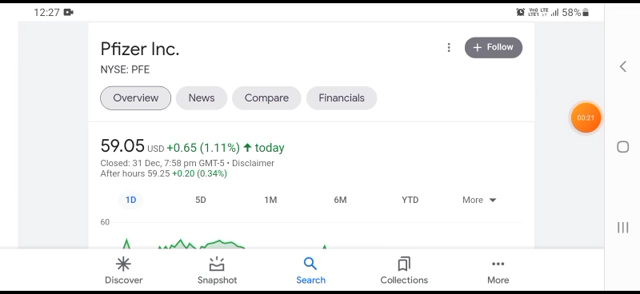 12:27
58%
Pfizer Inc.
+ Follow
NYSE: PFE
Overview
News
Compare
Financials
59.05 USD +0.65 (1.11%) ↑ today
Closed: 31 Dec, 7:58 pm GMT-5 • Disclaimer
After hours 59.25 +0.20 (0.34%)
1D 5D 1M 6M YTD More
60
00:21
Discover Snapshot Search Collections More